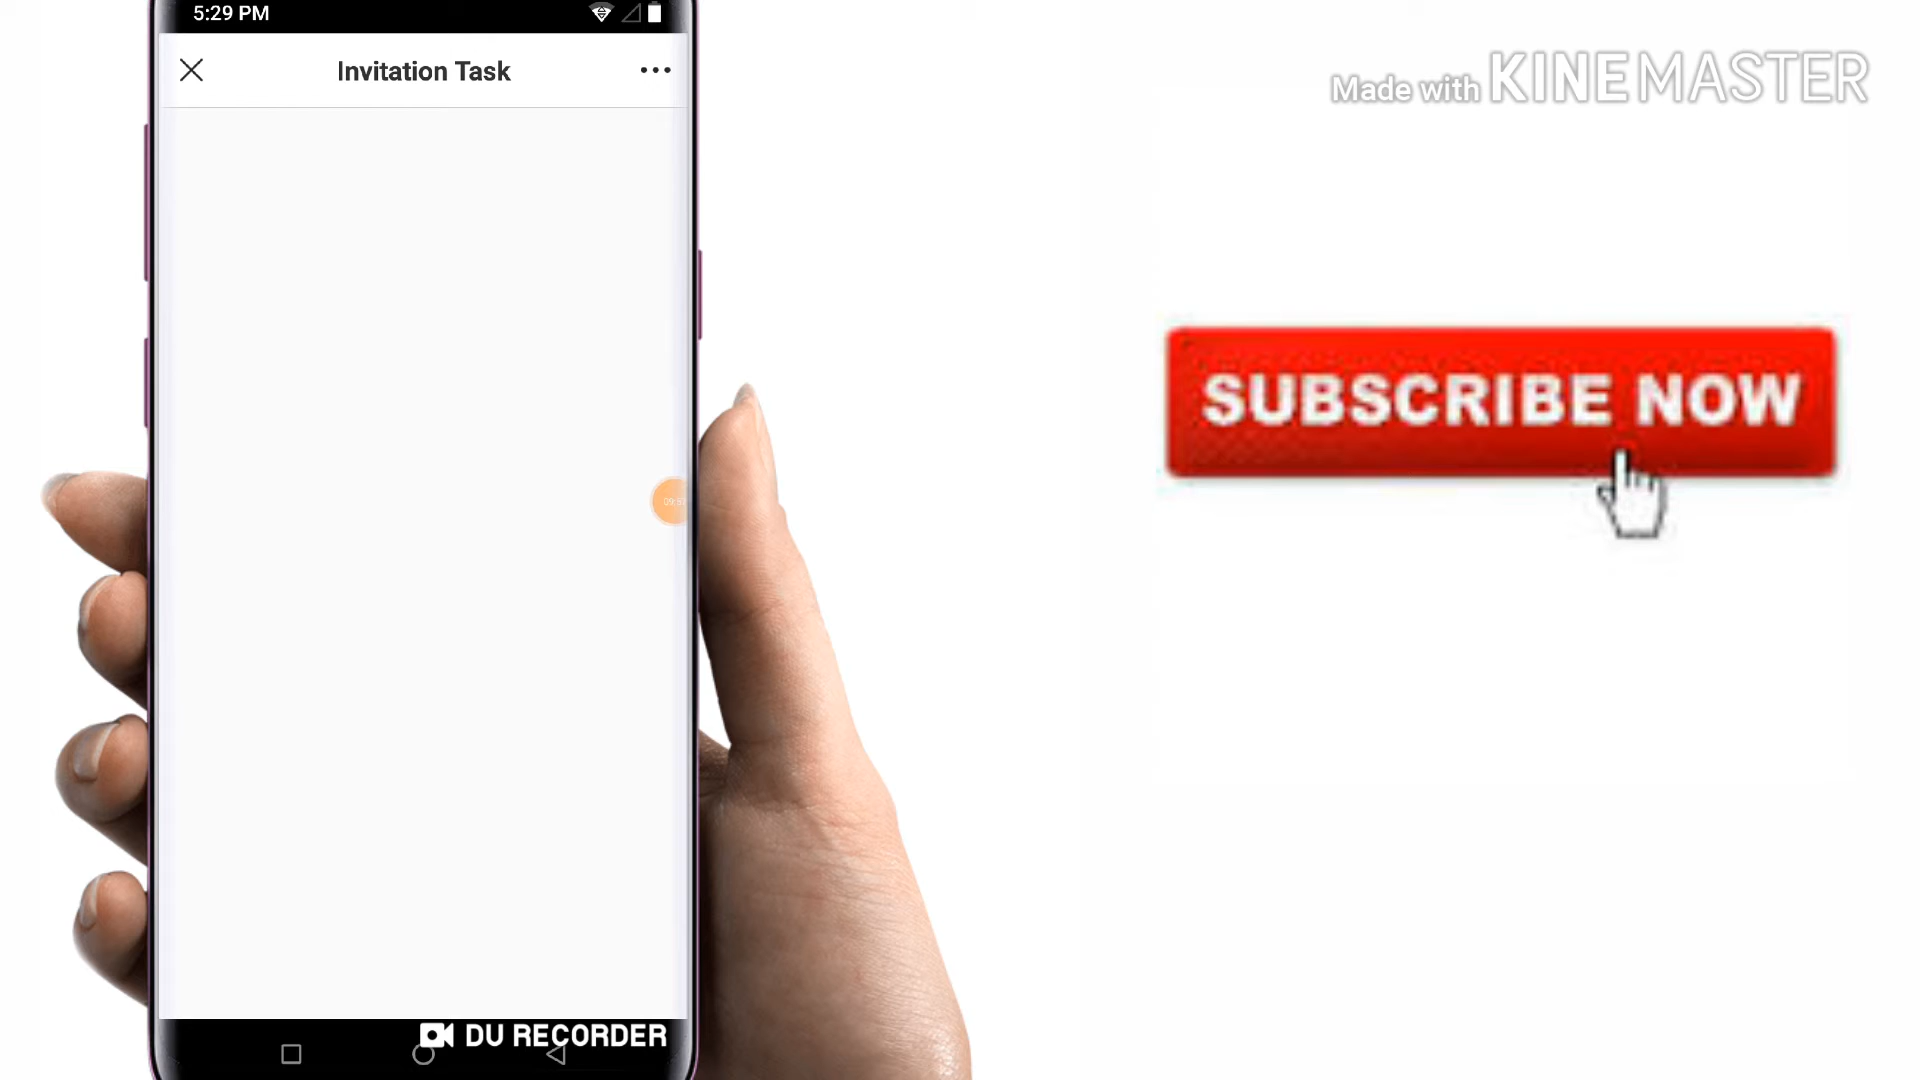 5:29 PM
Invitation Task
Made with KINEMASTER
SUBSCRIBE NOW
DU RECORDER